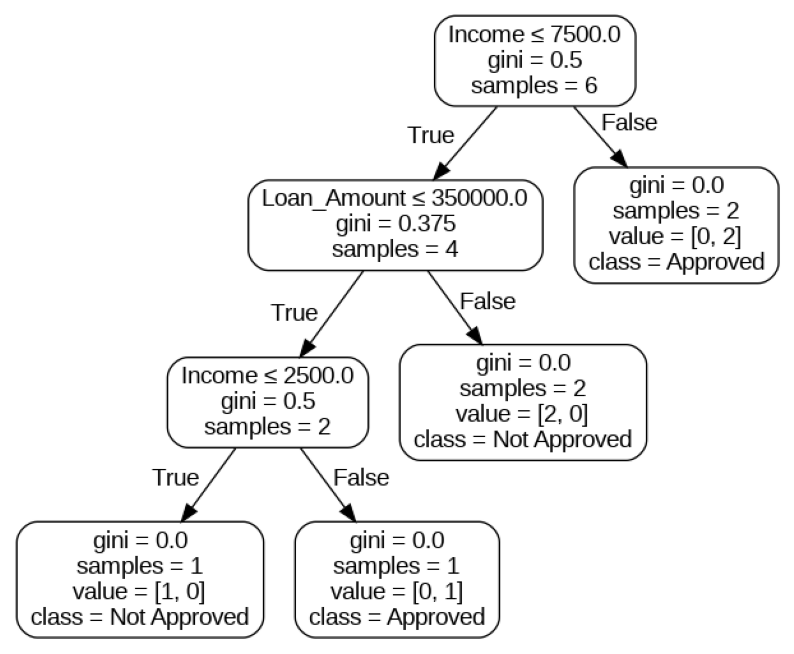 Income ≤ 7500.0
gini = 0.5
samples = 6
True
False
Loan_Amount ≤ 350000.0
gini = 0.375
samples = 4
gini = 0.0
samples = 2
value = [0, 2]
class = Approved
True
False
Income ≤ 2500.0
gini = 0.5
samples = 2
gini = 0.0
samples = 2
value = [2, 0]
class = Not Approved
True
False
gini = 0.0
samples = 1
value = [1, 0]
class = Not Approved
gini = 0.0
samples = 1
value = [0, 1]
class = Approved